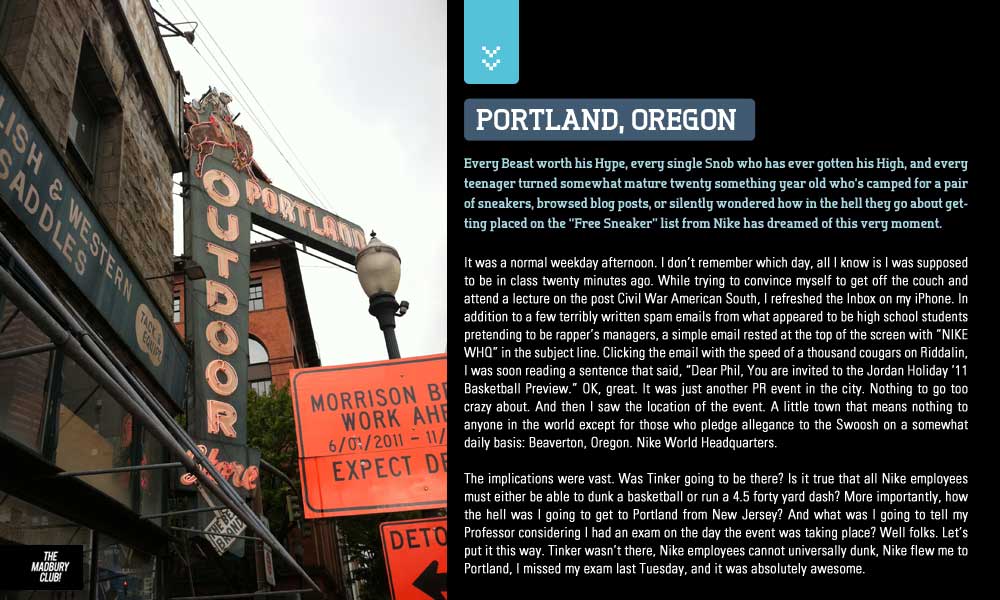 LISH &
WESTERN
SADDLES
TACK &
EQUIPT
OUTDOOR
PORTLAND
Store
MORRISON BR
WORK AHE
6/01/2011 - 11/
EXPECT DE
DETO
THE
MADBURY
CLUB!
PORTLAND, OREGON
Every Beast worth his Hype, every single Snob who has ever gotten his High, and every
teenager turned somewhat mature twenty something year old who's camped for a pair
of sneakers, browsed blog posts, or silently wondered how in the hell they go about get-
ting placed on the "Free Sneaker" list from Nike has dreamed of this very moment.
It was a normal weekday afternoon. I don't remember which day, all I know is I was supposed
to be in class twenty minutes ago. While trying to convince myself to get off the couch and
attend a lecture on the post Civil War American South, I refreshed the Inbox on my iPhone. In
addition to a few terribly written spam emails from what appeared to be high school students
pretending to be rapper's managers, a simple email rested at the top of the screen with "NIKE
WHQ" in the subject line. Clicking the email with the speed of a thousand cougars on Riddalin,
I was soon reading a sentence that said, "Dear Phil, You are invited to the Jordan Holiday '11
Basketball Preview." OK, great. It was just another PR event in the city. Nothing to go too
crazy about. And then I saw the location of the event. A little town that means nothing to
anyone in the world except for those who pledge allegance to the Swoosh on a somewhat
daily basis: Beaverton, Oregon. Nike World Headquarters.
The implications were vast. Was Tinker going to be there? Is it true that all Nike employees
must either be able to dunk a basketball or run a 4.5 forty yard dash? More importantly, how
the hell was I going to get to Portland from New Jersey? And what was I going to tell my
Professor considering I had an exam on the day the event was taking place? Well folks. Let's
put it this way. Tinker wasn't there, Nike employees cannot universally dunk, Nike flew me to
Portland, I missed my exam last Tuesday, and it was absolutely awesome.